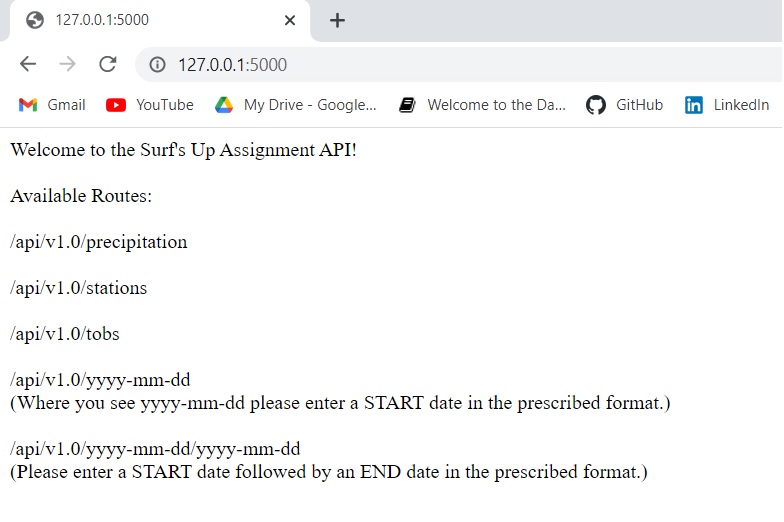 127.0.0.1:5000
127.0.0.1:5000
Gmail YouTube My Drive - Google... Welcome to the Da... GitHub LinkedIn
Welcome to the Surf's Up Assignment API!
Available Routes:
/api/v1.0/precipitation
/api/v1.0/stations
/api/v1.0/tobs
/api/v1.0/yyyy-mm-dd
(Where you see yyyy-mm-dd please enter a START date in the prescribed format.)
/api/v1.0/yyyy-mm-dd/yyyy-mm-dd
(Please enter a START date followed by an END date in the prescribed format.)